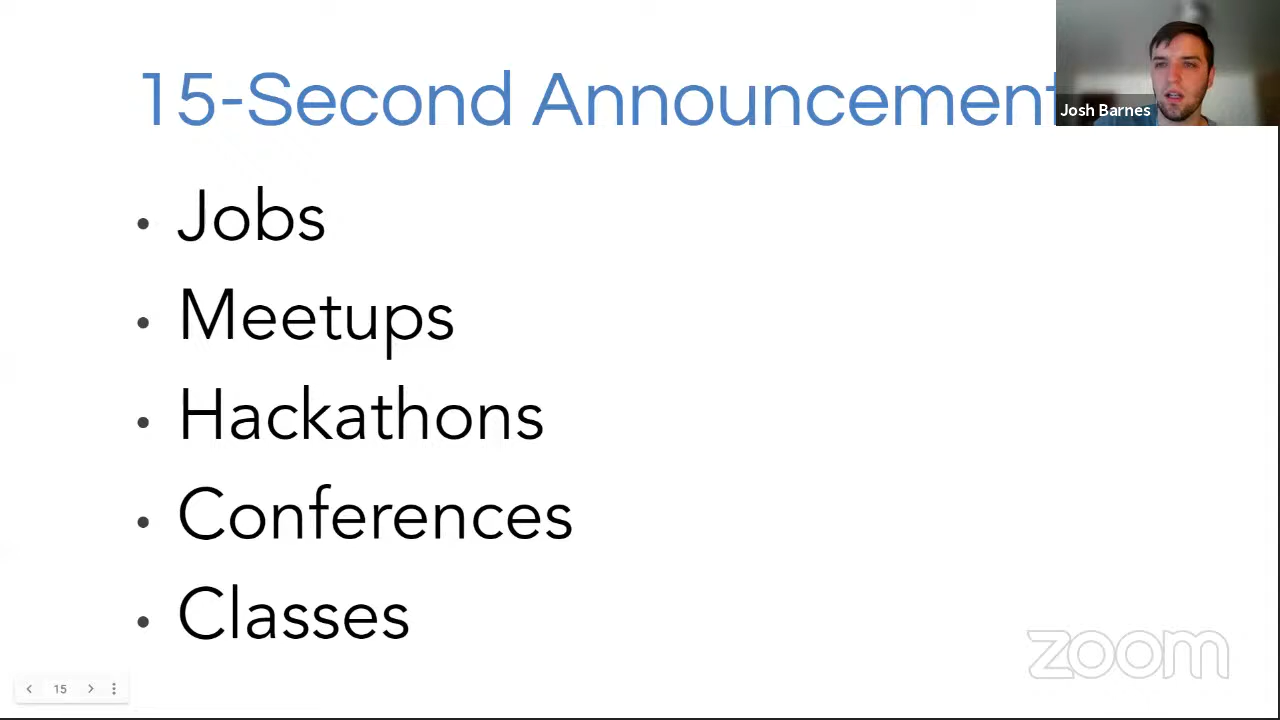 15-Second Announcement
Josh Barnes
• Jobs
• Meetups
• Hackathons
• Conferences
• Classes
zoom
15